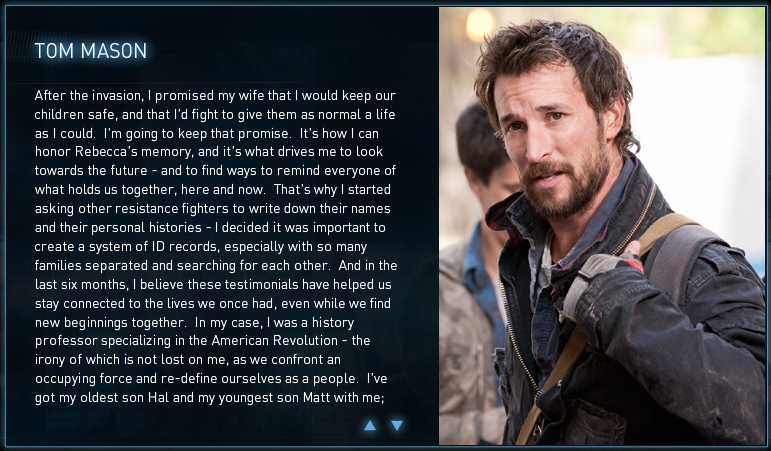 TOM MASON
After the invasion, I promised my wife that I would keep our
children safe, and that I'd fight to give them as normal a life
as I could. I'm going to keep that promise. It's how I can
honor Rebecca's memory, and it's what drives me to look
towards the future - and to find ways to remind everyone of
what holds us together, here and now. That's why I started
asking other resistance fighters to write down their names
and their personal histories - I decided it was important to
create a system of ID records, especially with so many
families separated and searching for each other. And in the
last six months, I believe these testimonials have helped us
stay connected to the lives we once had, even while we find
new beginnings together. In my case, I was a history
professor specializing in the American Revolution - the
irony of which is not lost on me, as we confront an
occupying force and re-define ourselves as a people. I've
got my oldest son Hal and my youngest son Matt with me;